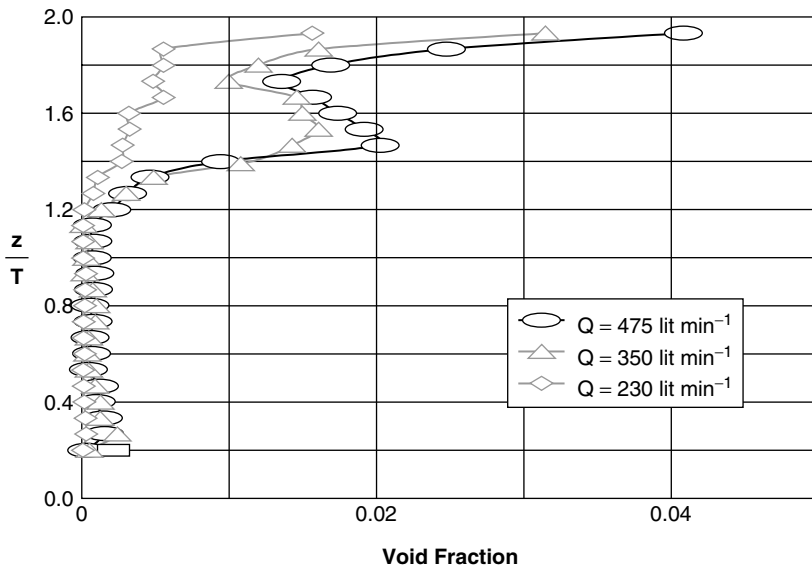 2.0
1.6
1.2
z
T
0.8
0.4
0.0
Q = 475 lit min⁻¹
Q = 350 lit min⁻¹
Q = 230 lit min⁻¹
0
0.02
0.04
Void Fraction